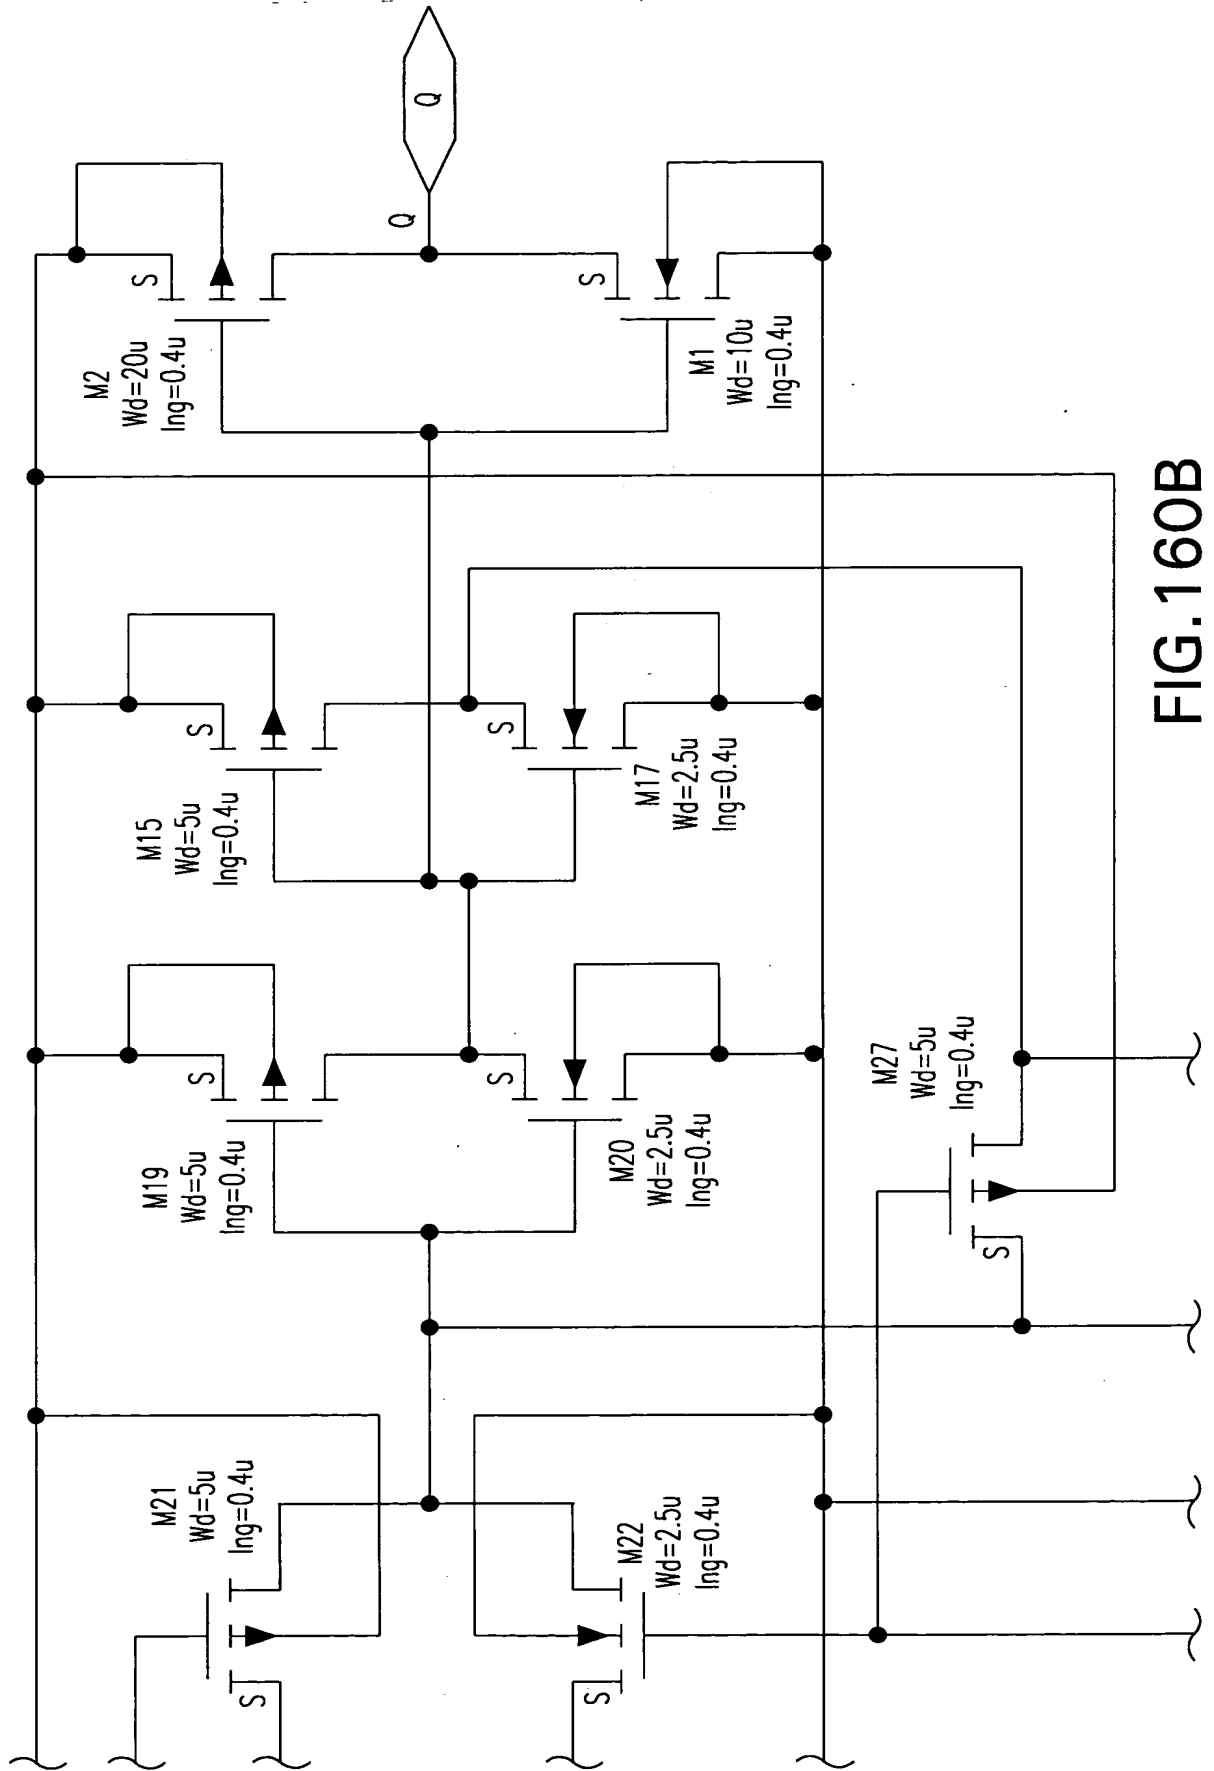 Q
Q
S
M2
Wd=20u
lng=0.4u
S
M1
Wd=10u
lng=0.4u
S
M15
Wd=5u
lng=0.4u
S
M17
Wd=2.5u
lng=0.4u
S
M19
Wd=5u
lng=0.4u
S
M20
Wd=2.5u
lng=0.4u
M27
Wd=5u
lng=0.4u
S
M21
Wd=5u
lng=0.4u
S
M22
Wd=2.5u
lng=0.4u
S
FIG.160B